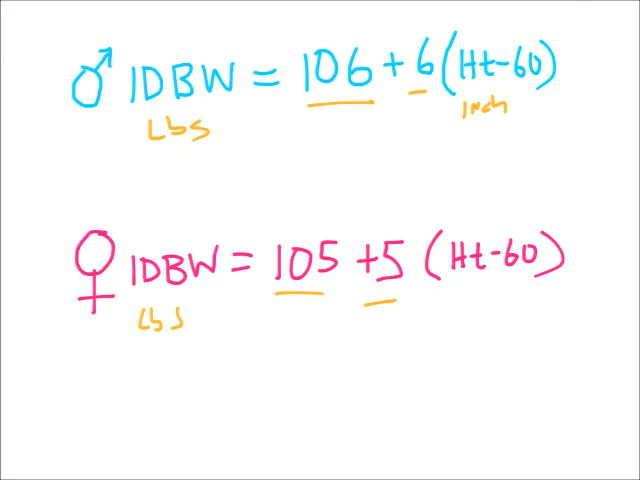 ♂ IDBW = 106 + 6 (Ht-60)
Lbs inch
♀ IDBW = 105 + 5 (Ht-60)
Lbs